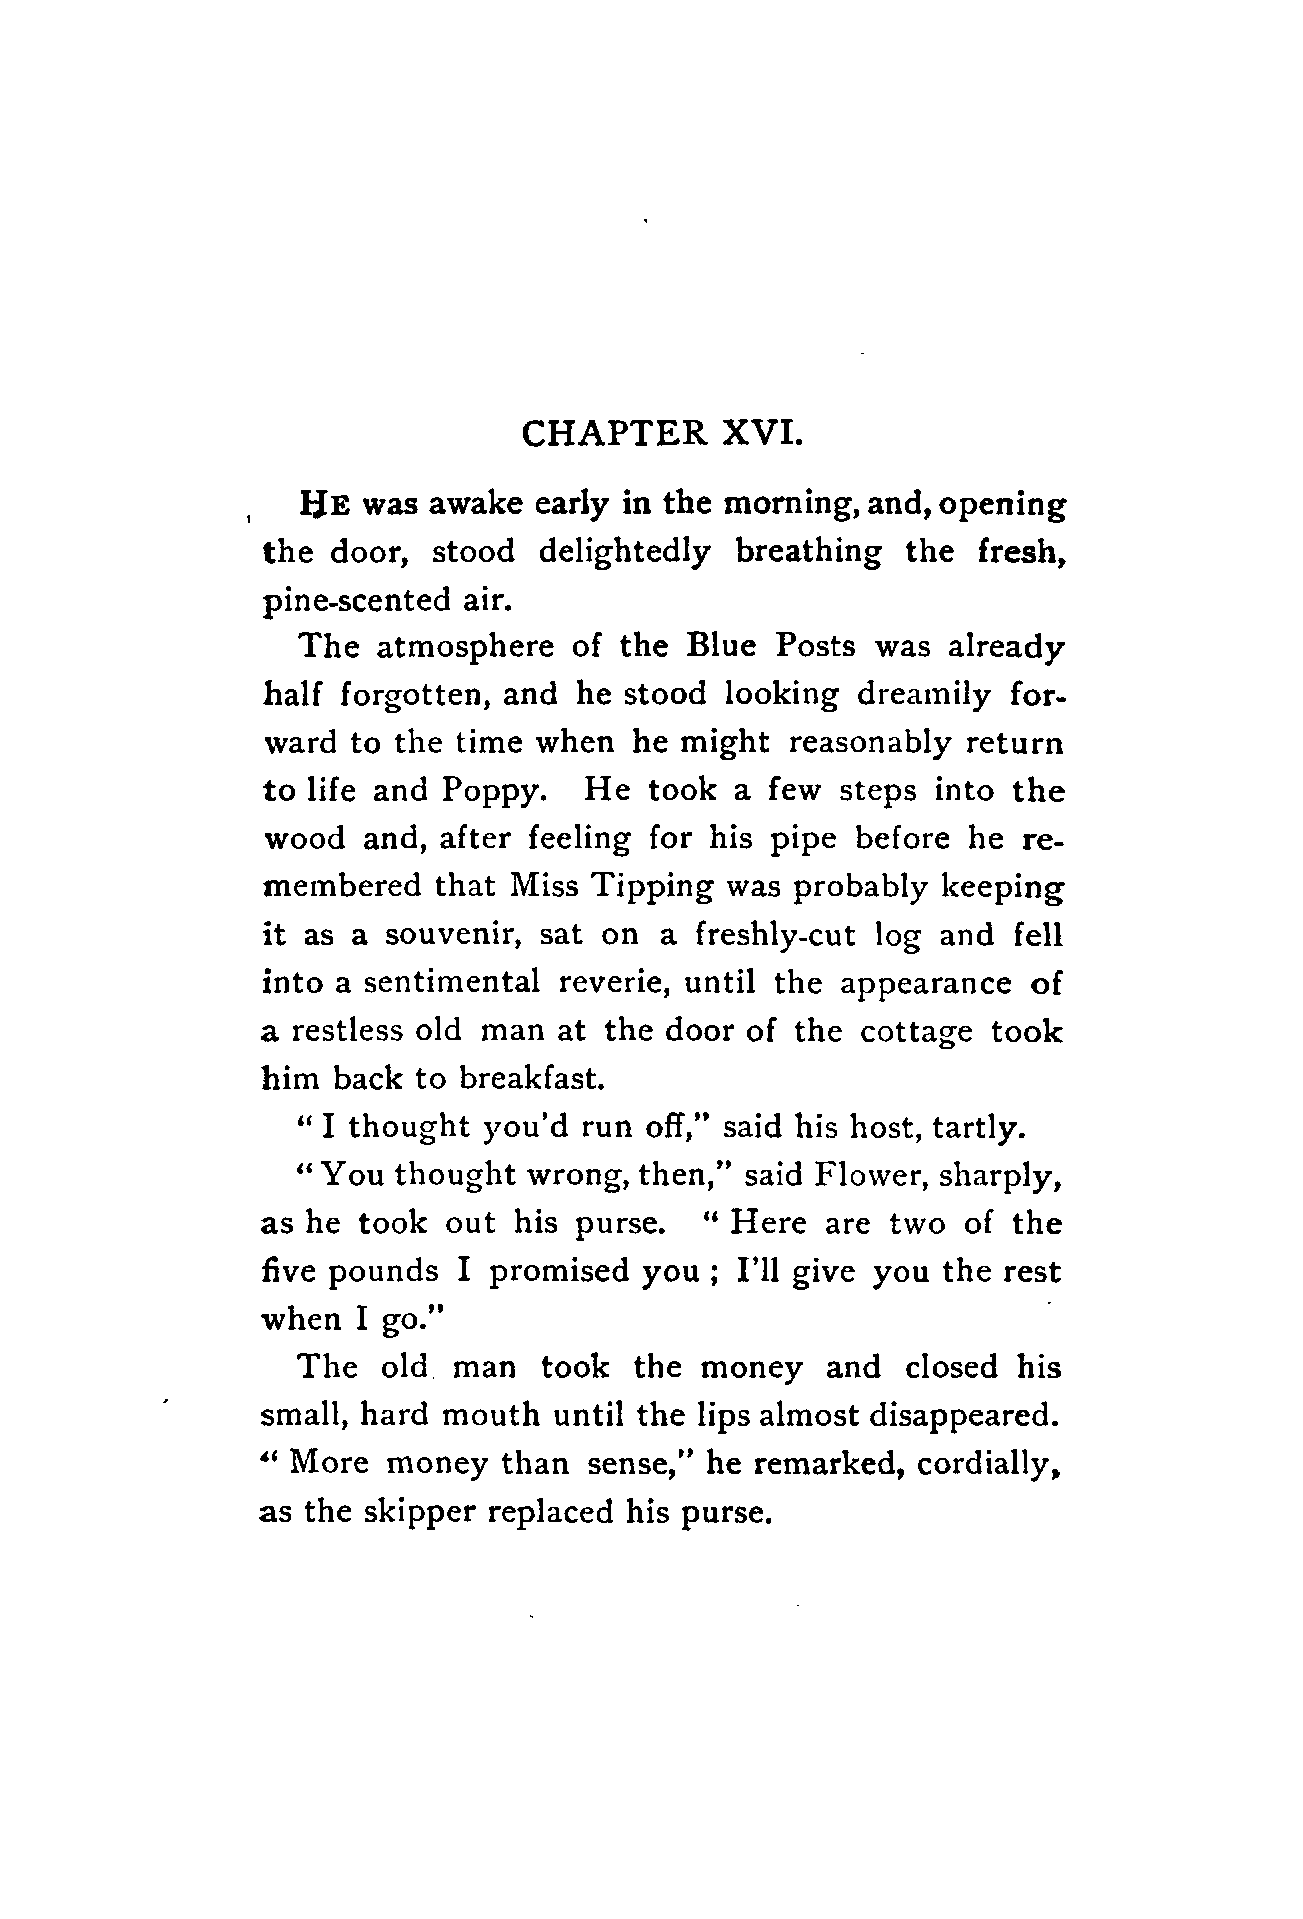 CHAPTER XVI.
HE was awake early in the morning, and, opening
the door, stood delightedly breathing the fresh,
pine-scented air.
The atmosphere of the Blue Posts was already
half forgotten, and he stood looking dreamily for-
ward to the time when he might reasonably return
to life and Poppy. He took a few steps into the
wood and, after feeling for his pipe before he re-
membered that Miss Tipping was probably keeping
it as a souvenir, sat on a freshly-cut log and fell
into a sentimental reverie, until the appearance of
a restless old man at the door of the cottage took
him back to breakfast.
“ I thought you'd run off,” said his host, tartly.
“ You thought wrong, then,” said Flower, sharply,
as he took out his purse. “ Here are two of the
five pounds I promised you ; I'll give you the rest
when I go.”
The old man took the money and closed his
small, hard mouth until the lips almost disappeared.
“ More money than sense,” he remarked, cordially,
as the skipper replaced his purse.